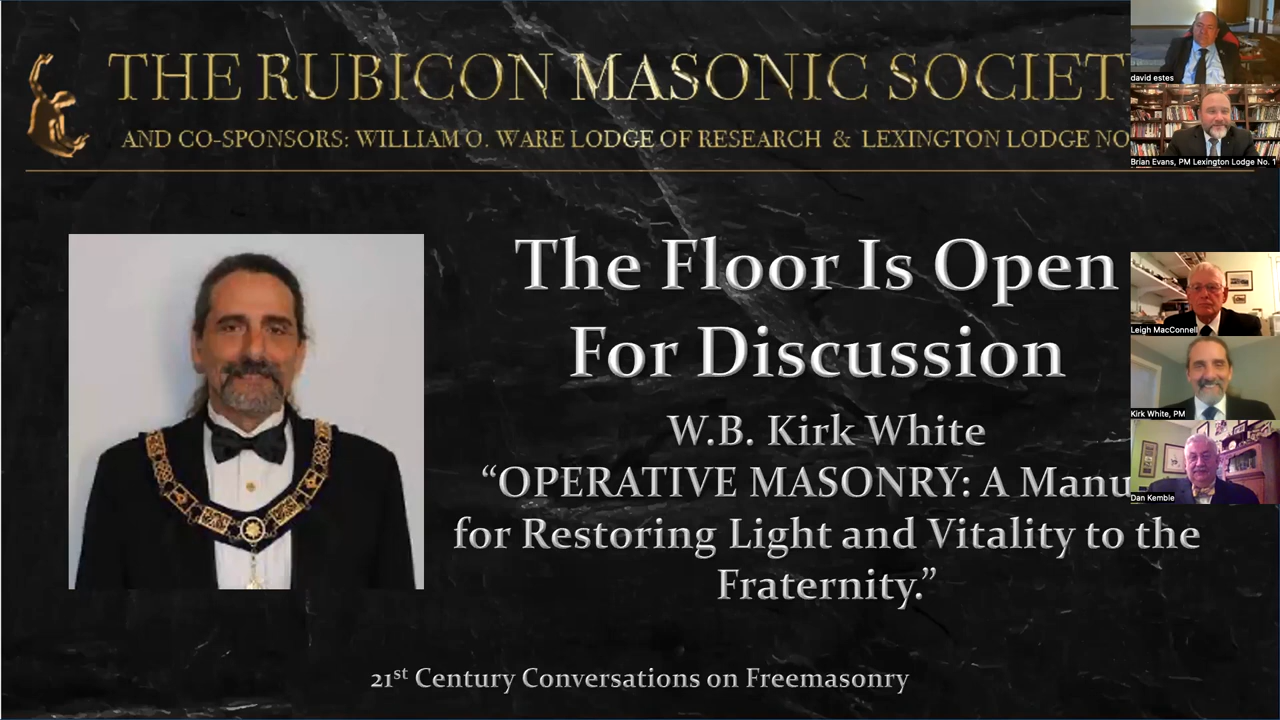 THE RUBICON MASONIC SOCIET
AND CO-SPONSORS: WILLIAM O. WARE LODGE OF RESEARCH & LEXINGTON LODGE NO
The Floor Is Open
For Discussion
W.B. Kirk White
“OPERATIVE MASONRY: A Manu
for Restoring Light and Vitality to the
Fraternity.”
21st Century Conversations on Freemasonry
david estes
Brian Evans, PM Lexington Lodge No. 1
Leigh MacConnell
Kirk White, PM
Dan Kemble